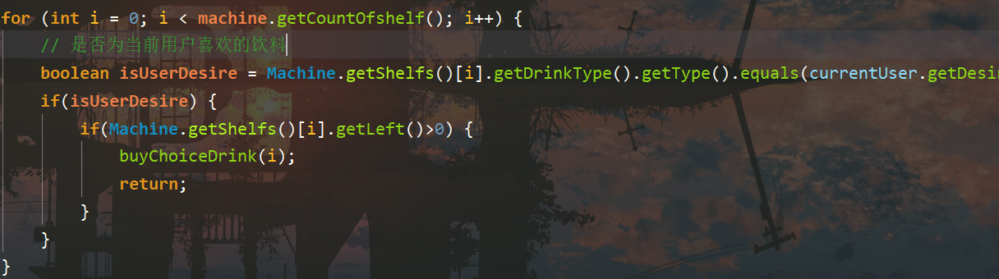 for (int i = 0; i < machine.getCountOfshelf(); i++) {
// 是否为当前用户喜欢的饮料
boolean isUserDesire = Machine.getShelfs()[i].getDrinkType().getType().equals(currentUser.getDesi
if(isUserDesire) {
if(Machine.getShelfs()[i].getLeft()>0) {
buyChoiceDrink(i);
return;
}
}
}